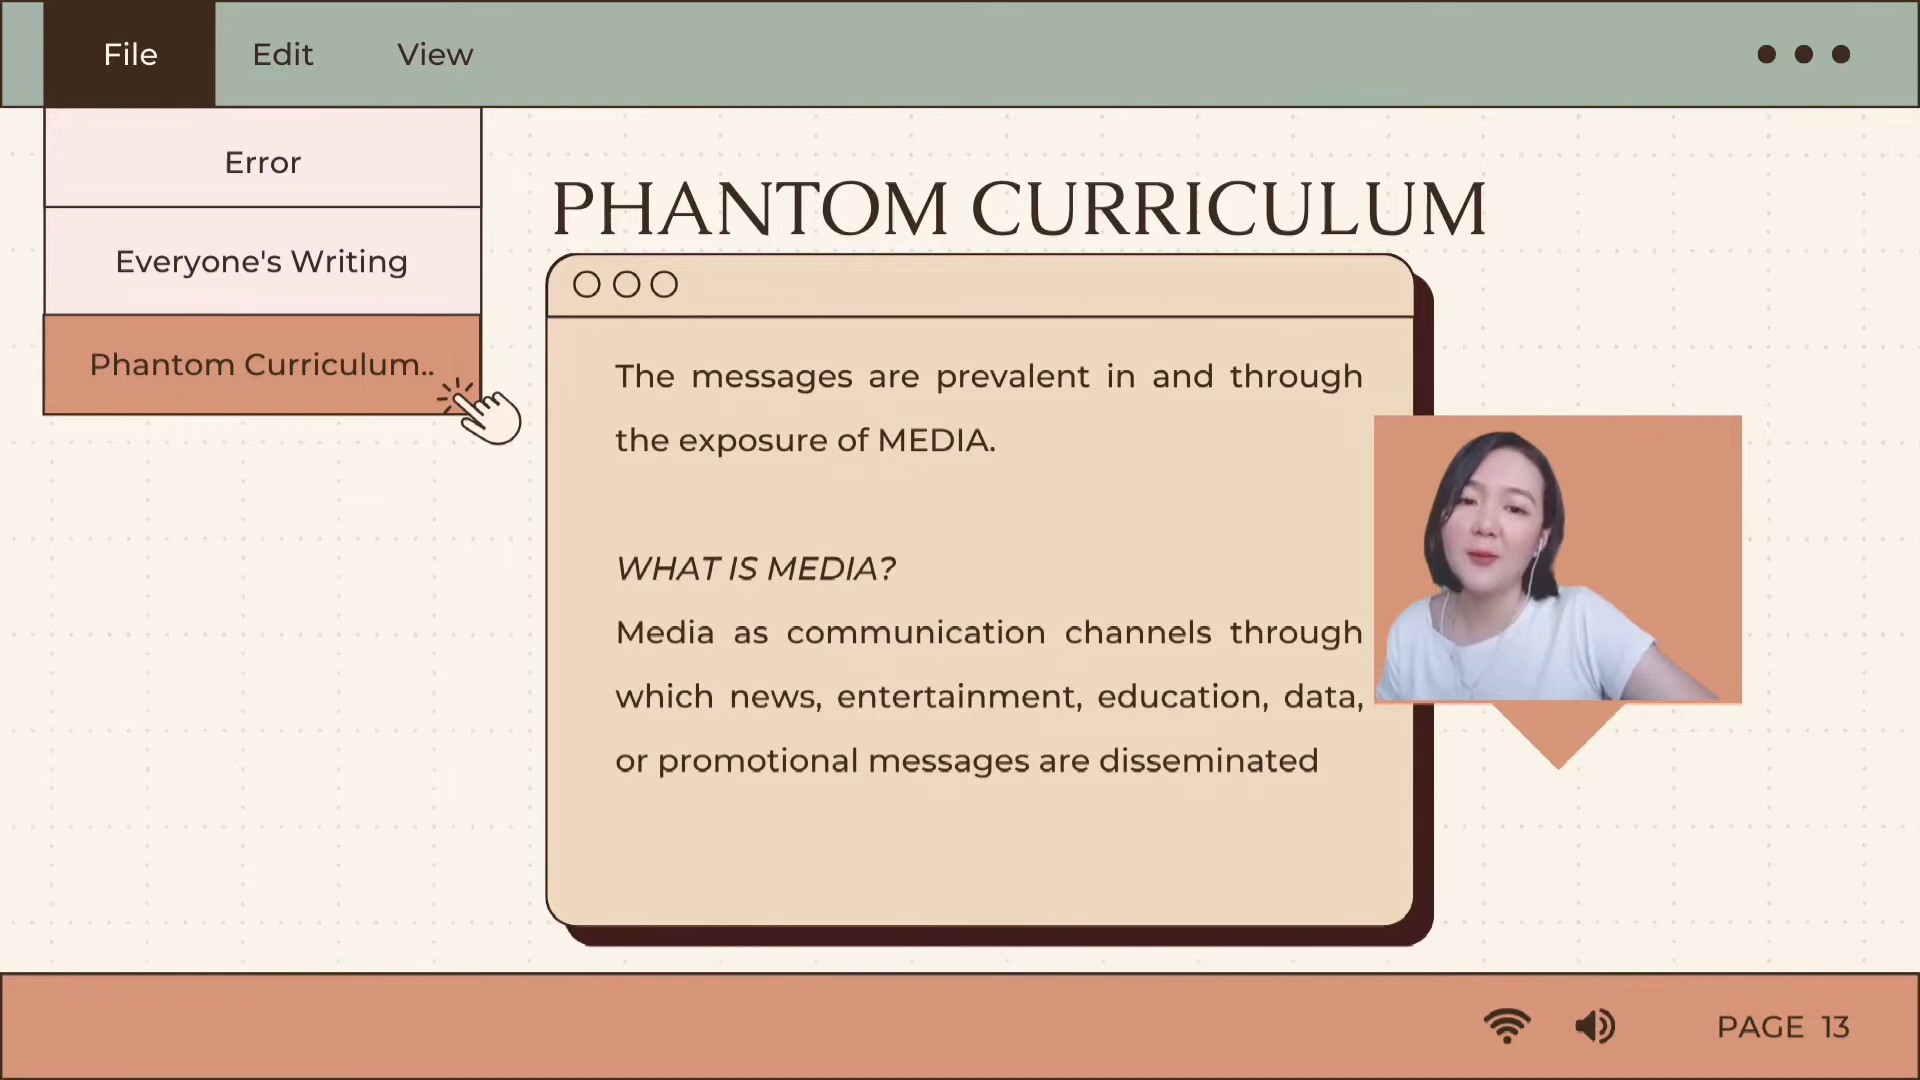 File Edit View
Error
Everyone's Writing
Phantom Curriculum..
PHANTOM CURRICULUM
The messages are prevalent in and through
the exposure of MEDIA.
WHAT IS MEDIA?
Media as communication channels through
which news, entertainment, education, data,
or promotional messages are disseminated
PAGE 13